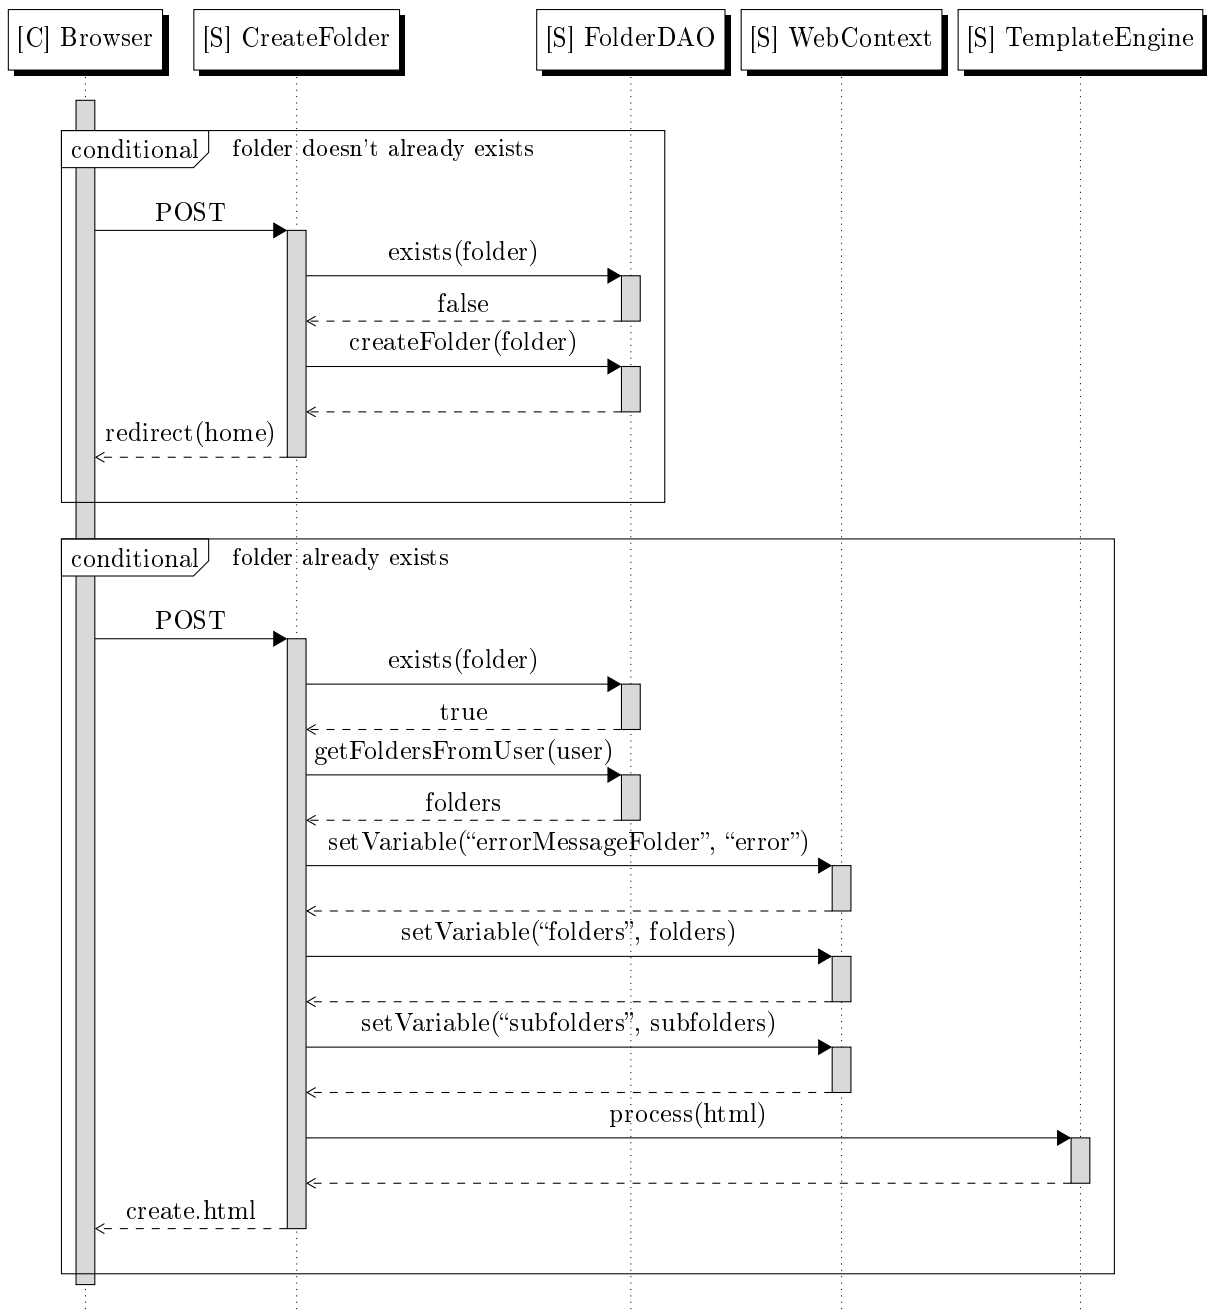 [C] Browser
[S] CreateFolder
[S] FolderDAO
[S] WebContext
[S] TemplateEngine
conditional folder doesn't already exists
POST
exists(folder)
false
createFolder(folder)
redirect(home)
conditional folder already exists
POST
exists(folder)
true
getFoldersFromUser(user)
folders
setVariable(“errorMessageFolder”, “error”)
setVariable(“folders”, folders)
setVariable(“subfolders”, subfolders)
process(html)
create.html